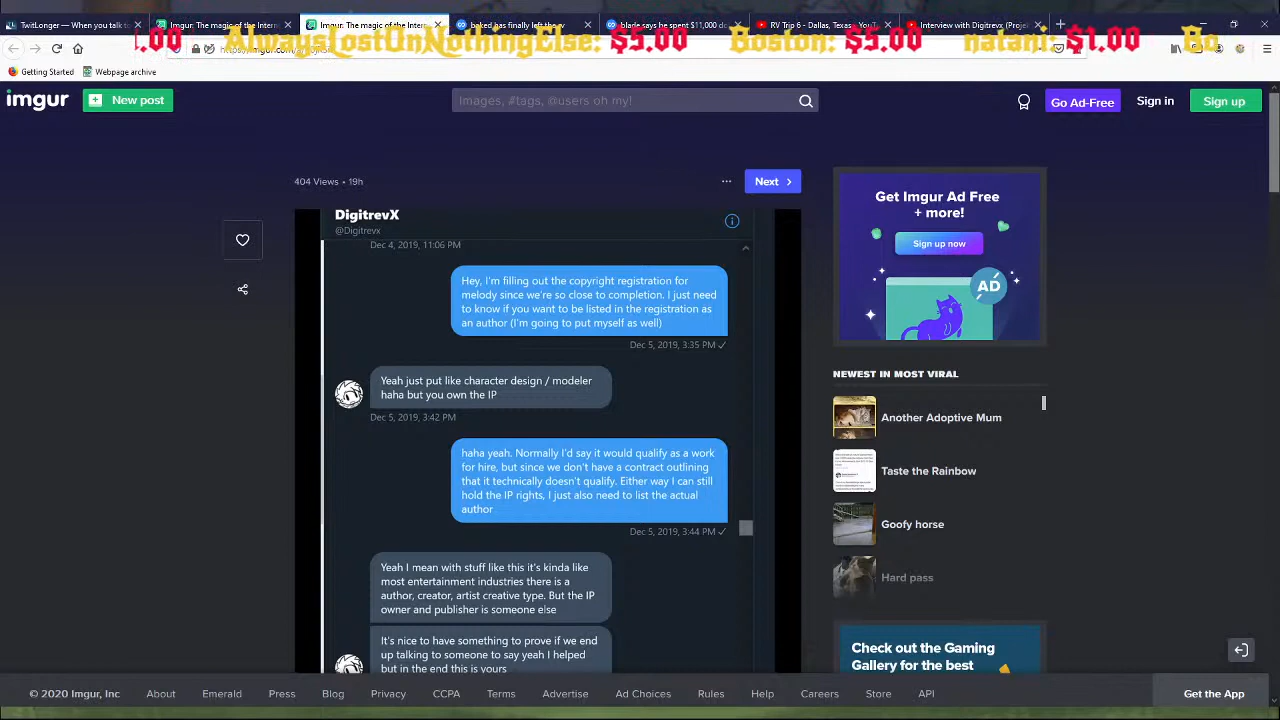 TwitLonger — When you talk to
Imgur: The magic of the Intern
Imgur: The magic of the Inter
baked has finally left th
blade says he spent $11,000
RV Trip 6 - Dallas, Texas
Interview with Digitrevx (Proje
.00 AlwaysLostOnNothingElse: $5.00 Boston: $5.00 natani: $1.00 Bo
Getting Started
Webpage archive
imgur
New post
Images, #tags, @users oh my!
Go Ad-Free
Sign in
Sign up
404 Views • 19h
Next
DigitrevX
@Digitrevx
Dec 4, 2019, 11:06 PM
Hey, I'm filling out the copyright registration for
melody since we're so close to completion. I just need
to know if you want to be listed in the registration as
an author (I'm going to put myself as well)
Dec 5, 2019, 3:35 PM ✓
Yeah just put like character design / modeler
haha but you own the IP
Dec 5, 2019, 3:42 PM
haha yeah. Normally I'd say it would qualify as a work
for hire, but since we don't have a contract outlining
that it technically doesn't qualify. Either way I can still
hold the IP rights, I just also need to list the actual
author
Dec 5, 2019, 3:44 PM ✓
Yeah I mean with stuff like this it's kinda like
most entertainment industries there is a
author, creator, artist creative type. But the IP
owner and publisher is someone else
It's nice to have something to prove if we end
up talking to someone to say yeah I helped
but in the end this is yours
Get Imgur Ad Free
+ more!
Sign up now
AD
NEWEST IN MOST VIRAL
Another Adoptive Mum
Taste the Rainbow
Goofy horse
Hard pass
Check out the Gaming
Gallery for the best
© 2020 Imgur, Inc
About
Emerald
Press
Blog
Privacy
CCPA
Terms
Advertise
Ad Choices
Rules
Help
Careers
Store
API
Get the App